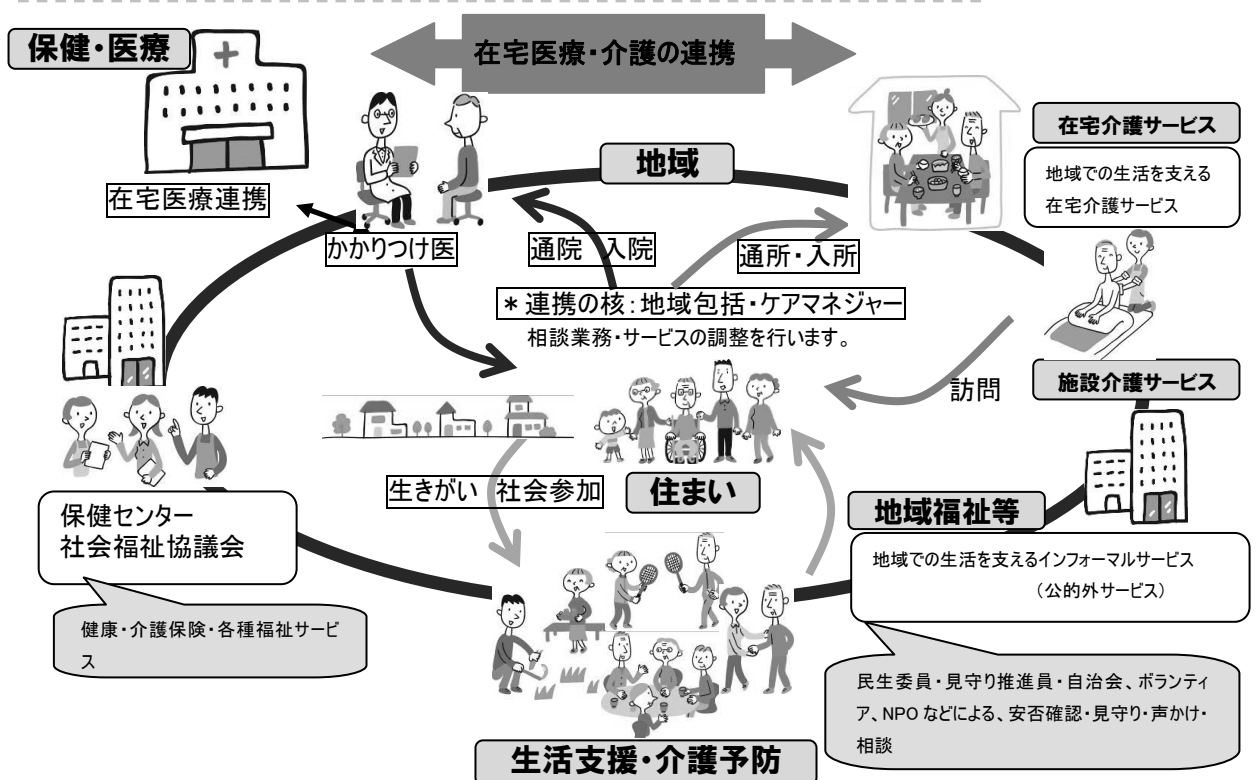 保健・医療
在宅医療・介護の連携
在宅介護サービス
地域での生活を支える
在宅介護サービス
地域
在宅医療連携
かかりつけ医
通院 入院
通所・入所
＊連携の核：地域包括・ケアマネジャー
相談業務・サービスの調整を行います。
訪問
施設介護サービス
生きがい 社会参加
住まい
地域福祉等
地域での生活を支えるインフォーマルサービス
（公的外サービス）
保健センター
社会福祉協議会
健康・介護保険・各種福祉サービ
ス
民生委員・見守り推進員・自治会、ボランティ
ア、NPO などによる、安否確認・見守り・声かけ・
相談
生活支援・介護予防